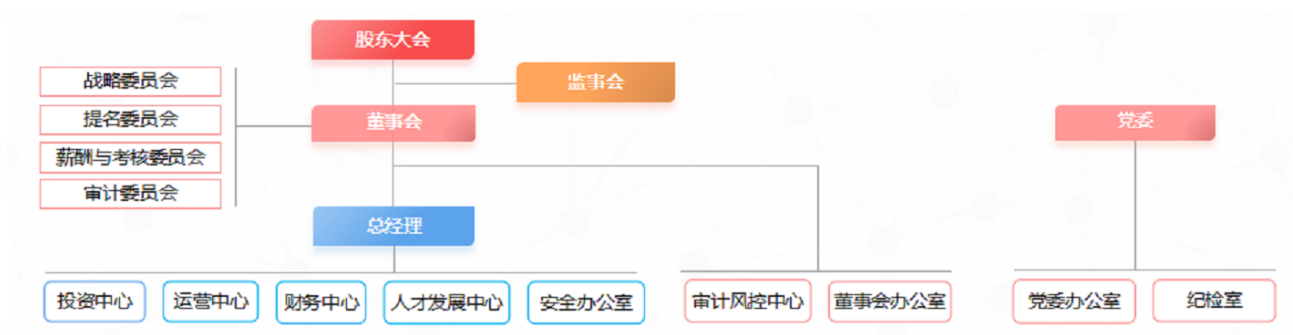 股东大会
监事会
战略委员会
提名委员会
薪酬与考核委员会
审计委员会
董事会
党委
总经理
投资中心
运营中心
财务中心
人才发展中心
安全办公室
审计风控中心
董事会办公室
党委办公室
纪检室